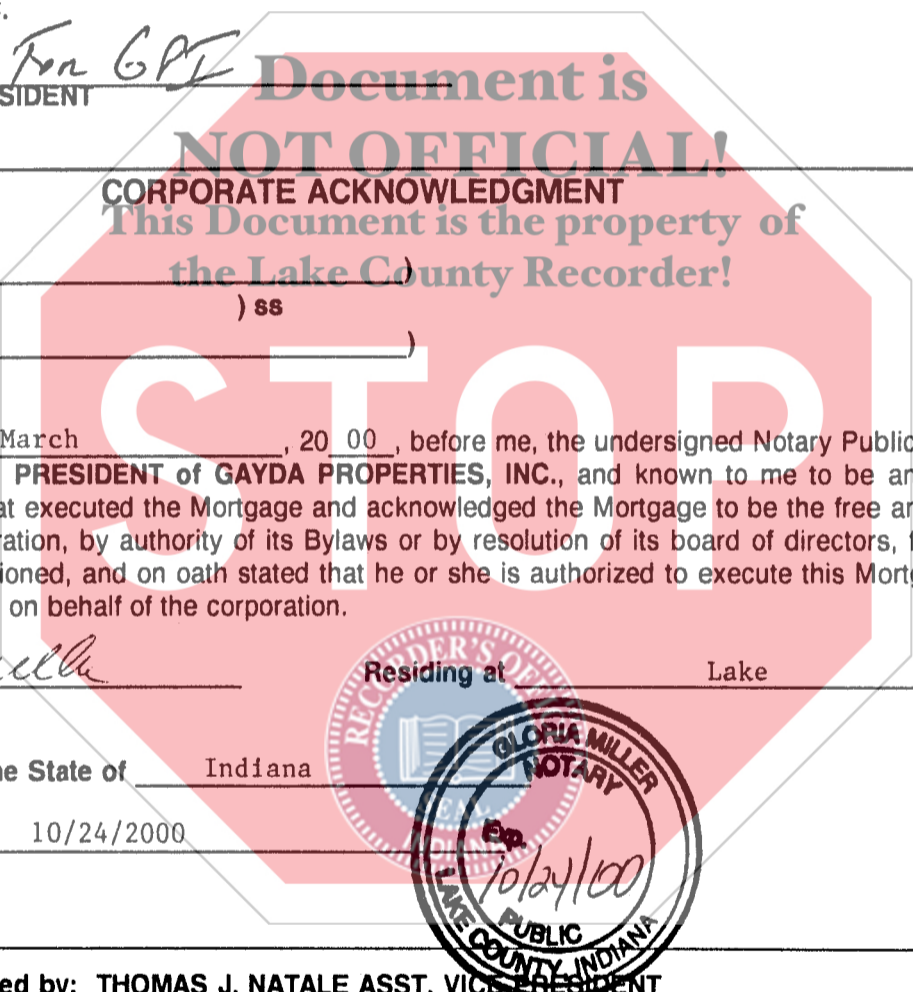 For GPI
SIDENT
Document is
NOT OFFICIAL!
CORPORATE ACKNOWLEDGMENT
This Document is the property of
the Lake County Recorder!
)
) ss
)
STOP
March , 20 00 , before me, the undersigned Notary Public
PRESIDENT of GAYDA PROPERTIES, INC., and known to me to be an
at executed the Mortgage and acknowledged the Mortgage to be the free an
ation, by authority of its Bylaws or by resolution of its board of directors, f
ioned, and on oath stated that he or she is authorized to execute this Mortg
on behalf of the corporation.
Residing at Lake
RECORDER'S OFFICE
SEAL
INDIANA
e State of Indiana
10/24/2000
GLORIA MILLER
NOTARY
Exp.
10/24/00
PUBLIC
LAKE COUNTY, INDIANA
ed by: THOMAS J. NATALE ASST. VICE PRESIDENT